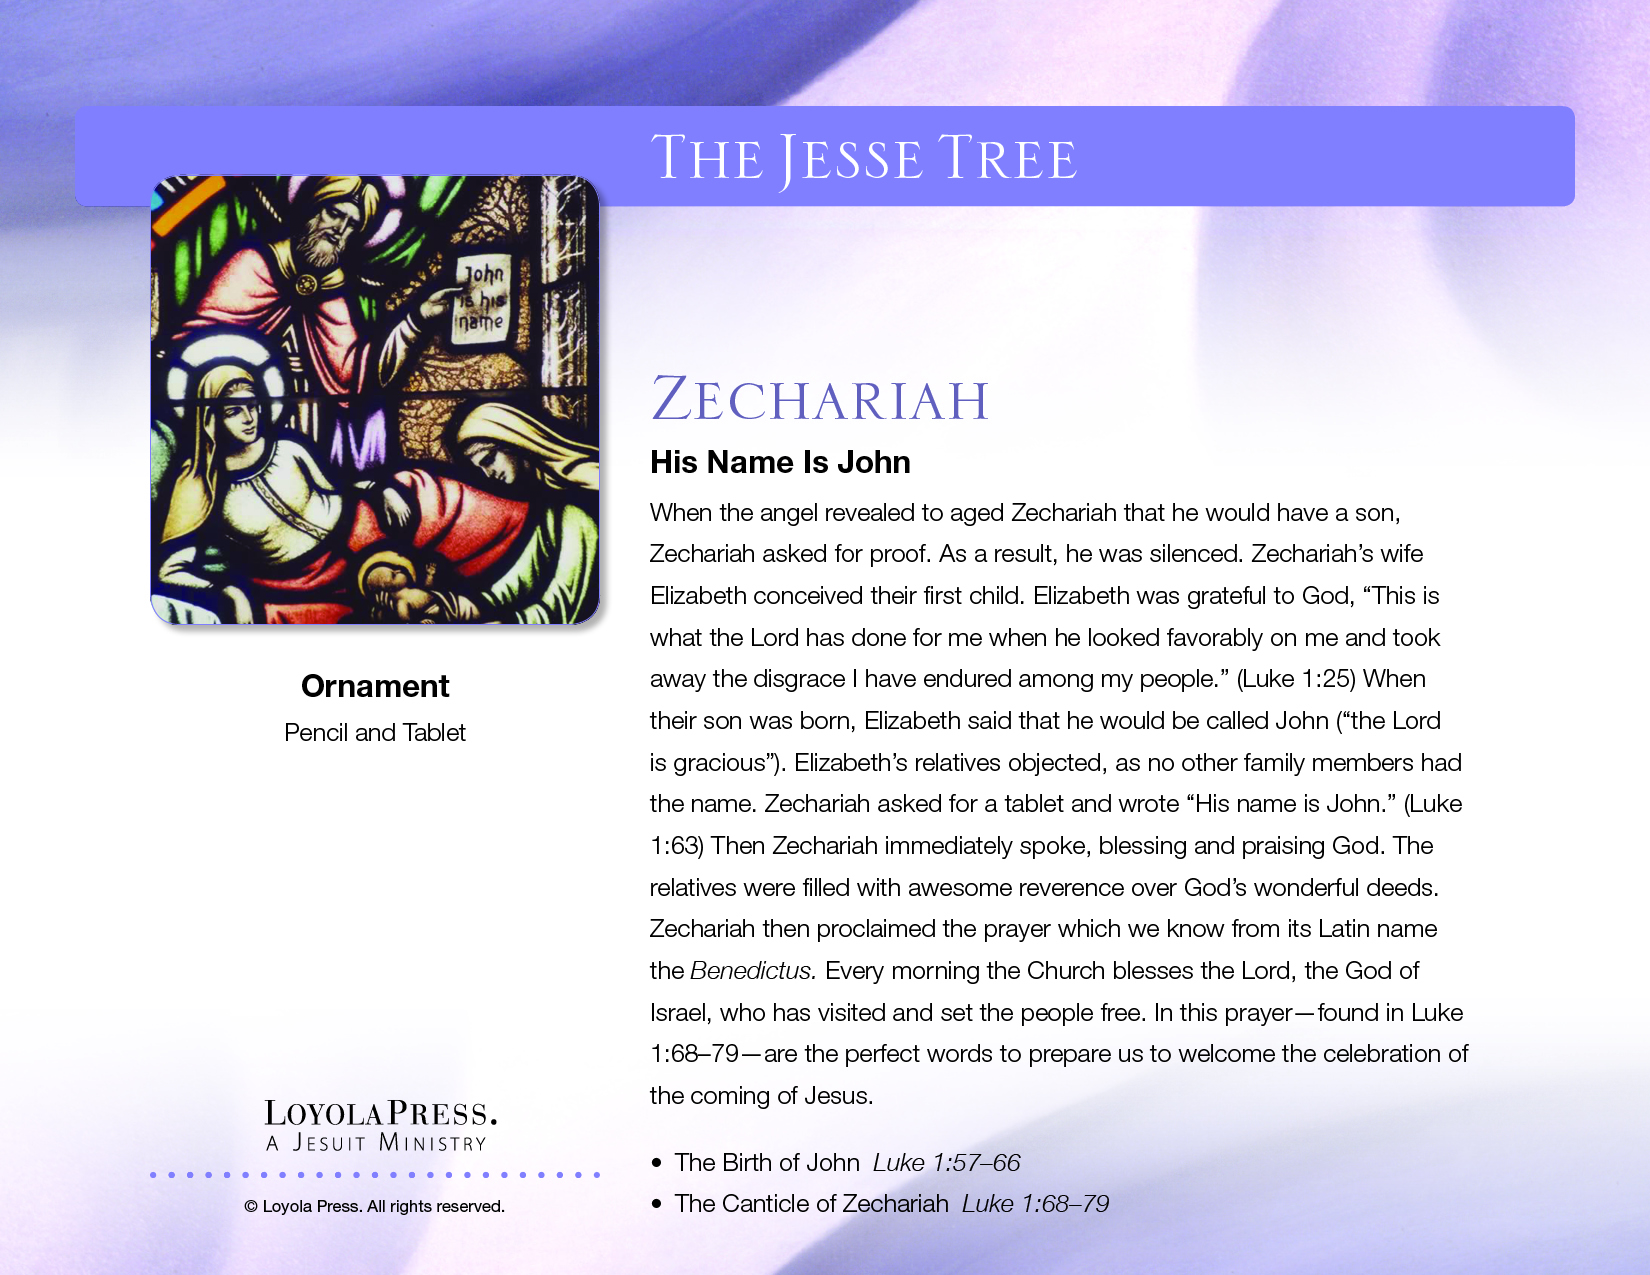 THE JESSE TREE
John
is his
name
Ornament
Pencil and Tablet
ZECHARIAH
His Name Is John
When the angel revealed to aged Zechariah that he would have a son,
Zechariah asked for proof. As a result, he was silenced. Zechariah’s wife
Elizabeth conceived their first child. Elizabeth was grateful to God, “This is
what the Lord has done for me when he looked favorably on me and took
away the disgrace I have endured among my people.” (Luke 1:25) When
their son was born, Elizabeth said that he would be called John (“the Lord
is gracious”). Elizabeth’s relatives objected, as no other family members had
the name. Zechariah asked for a tablet and wrote “His name is John.” (Luke
1:63) Then Zechariah immediately spoke, blessing and praising God. The
relatives were filled with awesome reverence over God’s wonderful deeds.
Zechariah then proclaimed the prayer which we know from its Latin name
the Benedictus. Every morning the Church blesses the Lord, the God of
Israel, who has visited and set the people free. In this prayer—found in Luke
1:68–79—are the perfect words to prepare us to welcome the celebration of
the coming of Jesus.
• The Birth of John Luke 1:57–66
• The Canticle of Zechariah Luke 1:68–79
LOYOLAPRESS.
A JESUIT MINISTRY
© Loyola Press. All rights reserved.